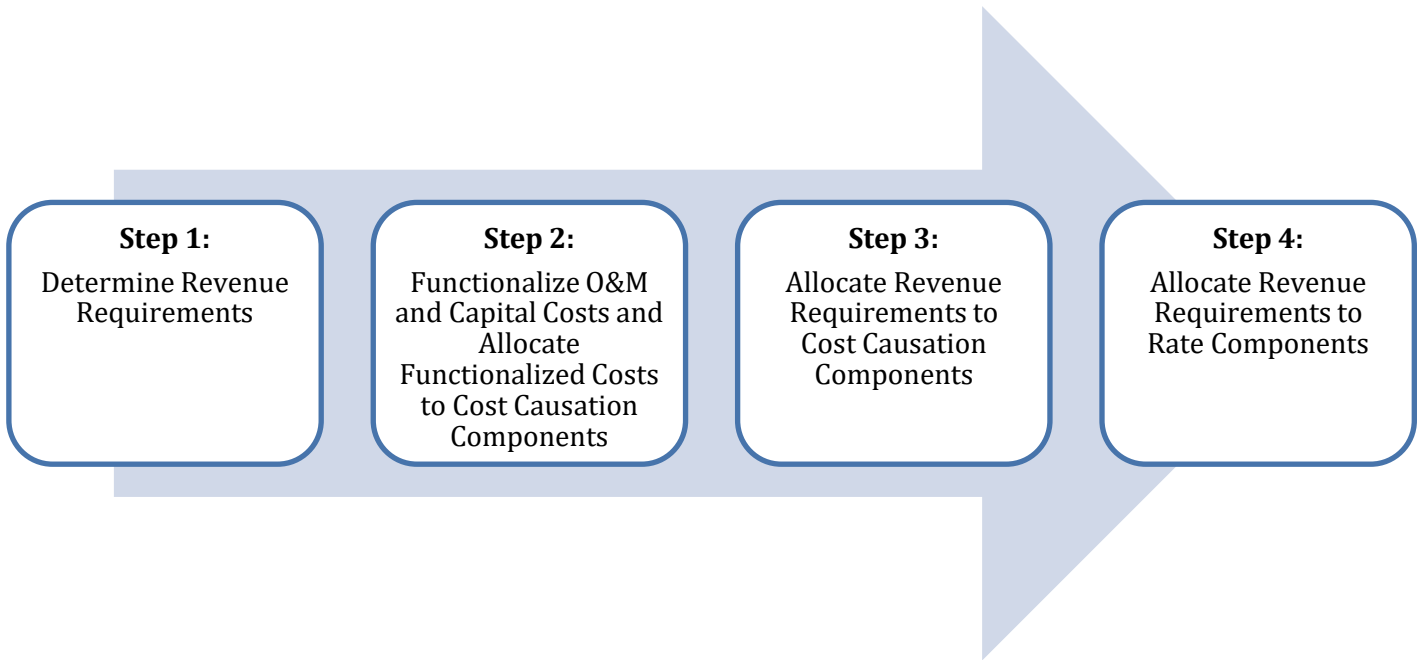 Step 1:
Determine Revenue
Requirements
Step 2:
Functionalize O&M
and Capital Costs and
Allocate
Functionalized Costs
to Cost Causation
Components
Step 3:
Allocate Revenue
Requirements to
Cost Causation
Components
Step 4:
Allocate Revenue
Requirements to
Rate Components